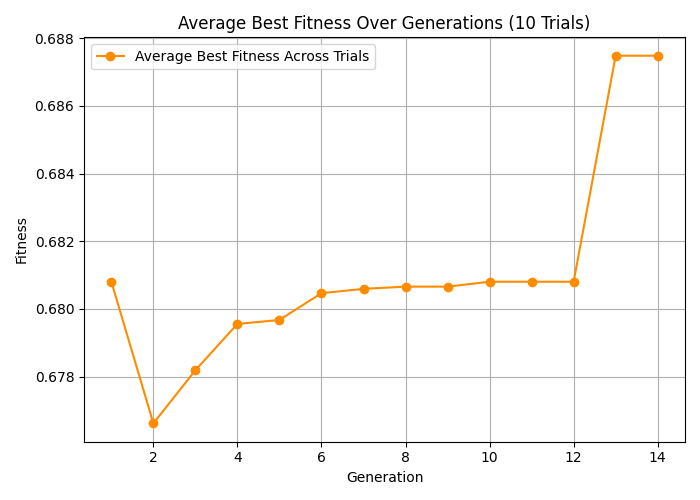 Average Best Fitness Over Generations (10 Trials)
Average Best Fitness Across Trials
Fitness
0.688
0.686
0.684
0.682
0.680
0.678
2 4 6 8 10 12 14
Generation